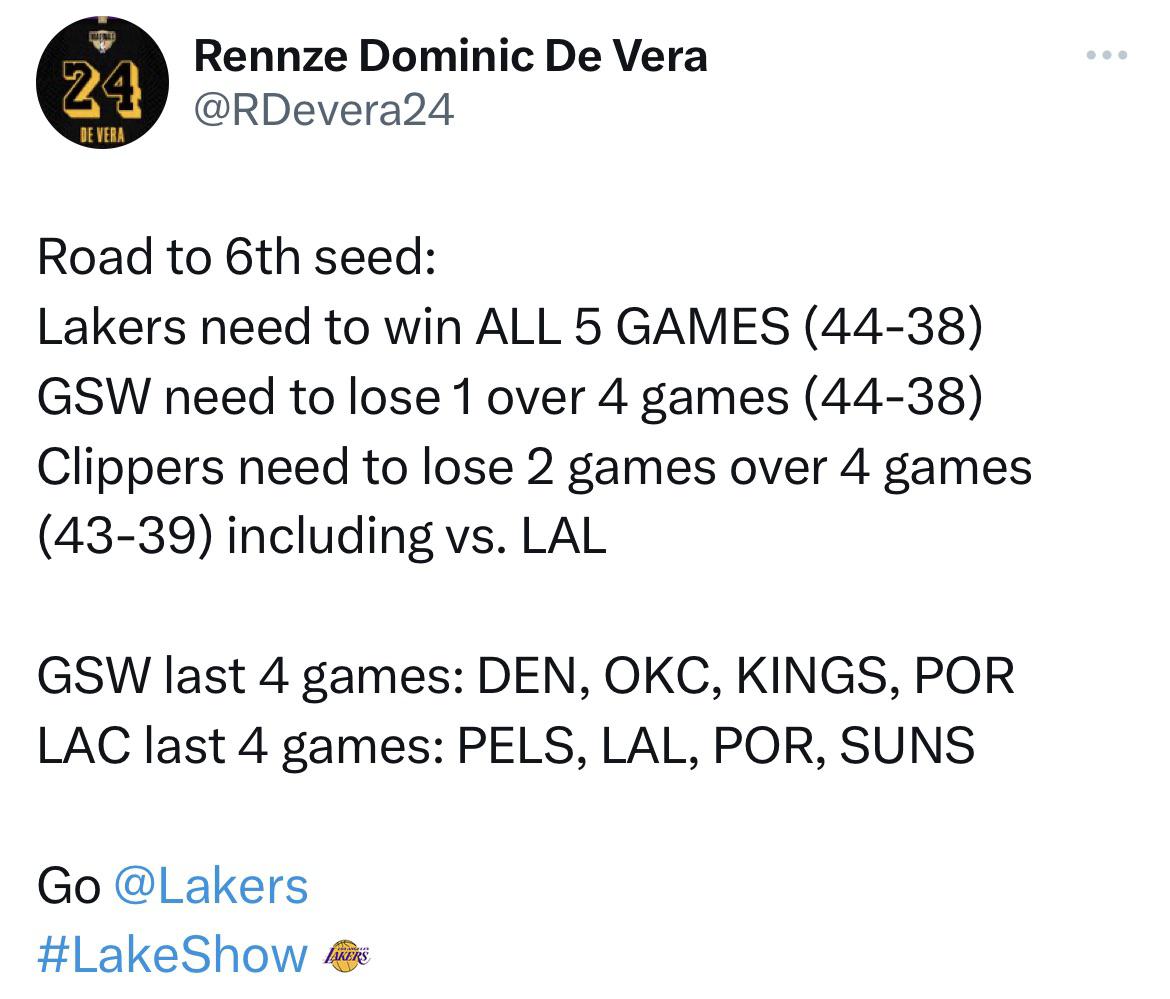 24
DE VERA
Rennze Dominic De Vera
@RDevera24
Road to 6th seed:
Lakers need to win ALL 5 GAMES (44-38)
GSW need to lose 1 over 4 games (44-38)
Clippers need to lose 2 games over 4 games
(43-39) including vs. LAL
GSW last 4 games: DEN, OKC, KINGS, POR
LAC last 4 games: PELS, LAL, POR, SUNS
Go @Lakers
#LakeShow
LOS ANGELES
LAKERS